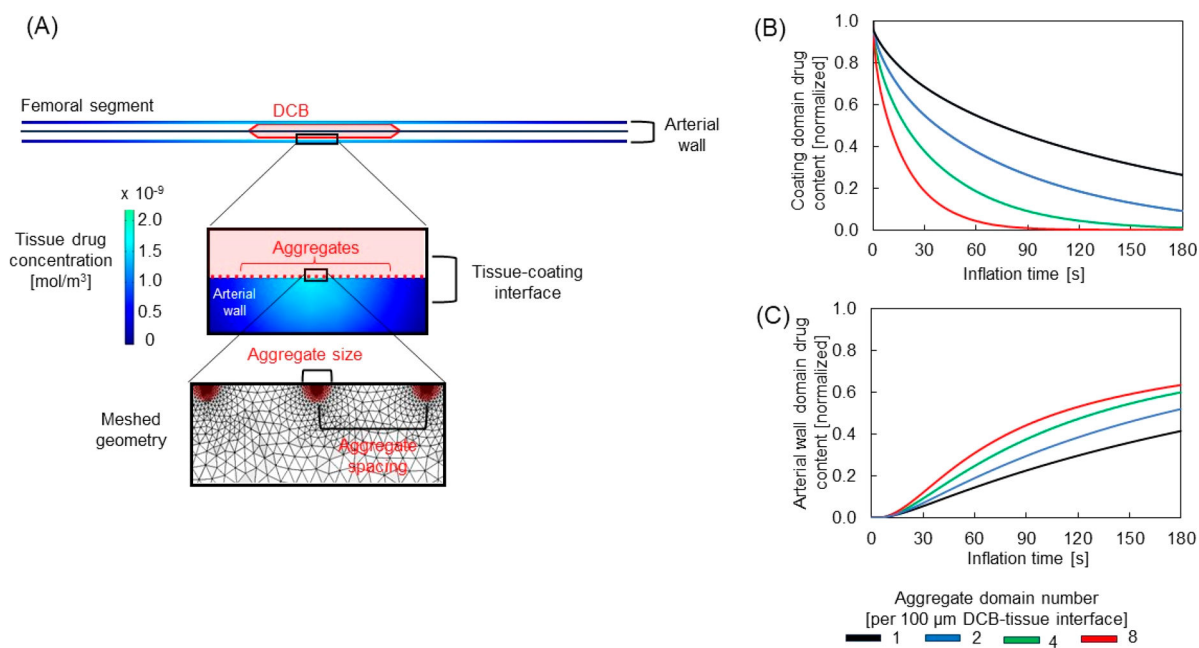 (A)
Femoral segment
DCB
Arterial
wall
x 10-9
2.0
1.5
1.0
0.5
0
Tissue drug
concentration
[mol/m3]
Aggregates
Arterial
wall
Tissue-coating
interface
Aggregate size
Meshed
geometry
Aggregate
spacing
(B)
Coating domain drug
content [normalized]
1.0
0.8
0.6
0.4
0.2
0.0
0 30 60 90 120 150 180
Inflation time [s]
(C)
Arterial wall domain drug
content [normalized]
1.0
0.8
0.6
0.4
0.2
0.0
0 30 60 90 120 150 180
Inflation time [s]
Aggregate domain number
[per 100 µm DCB-tissue interface]
1 2 4 8